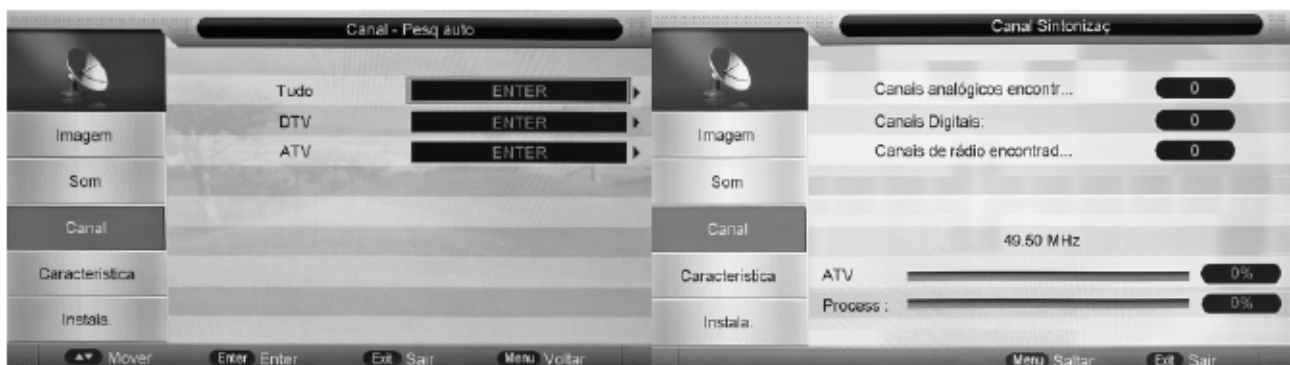 Canal - Pesq auto
Tudo ENTER
DTV ENTER
ATV ENTER
Imagem
Som
Canal
Caracteristica
Instala.
Mover Enter Enter Exit Sair Menu Voltar
Canal Sintonizaç
Canais analógicos encontr... 0
Canais Digitais: 0
Canais de rádio encontrad... 0
Imagem
Som
Canal
Caracteristica
Instala.
49.50 MHz
ATV 0%
Process : 0%
Menu Saltar Exit Sair